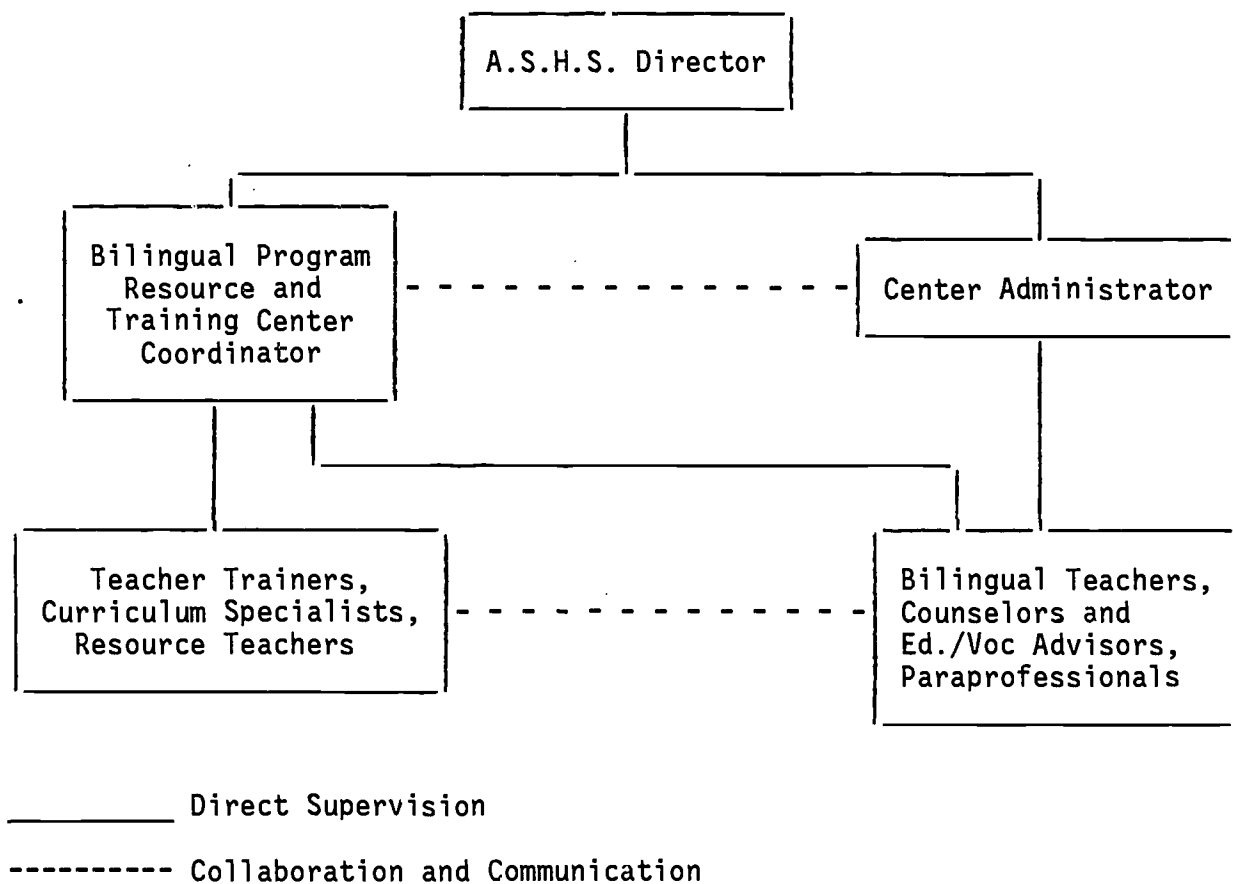 A.S.H.S. Director
Bilingual Program
Resource and
Training Center
Coordinator
Center Administrator
Teacher Trainers,
Curriculum Specialists,
Resource Teachers
Bilingual Teachers,
Counselors and
Ed./Voc Advisors,
Paraprofessionals
Direct Supervision
Collaboration and Communication